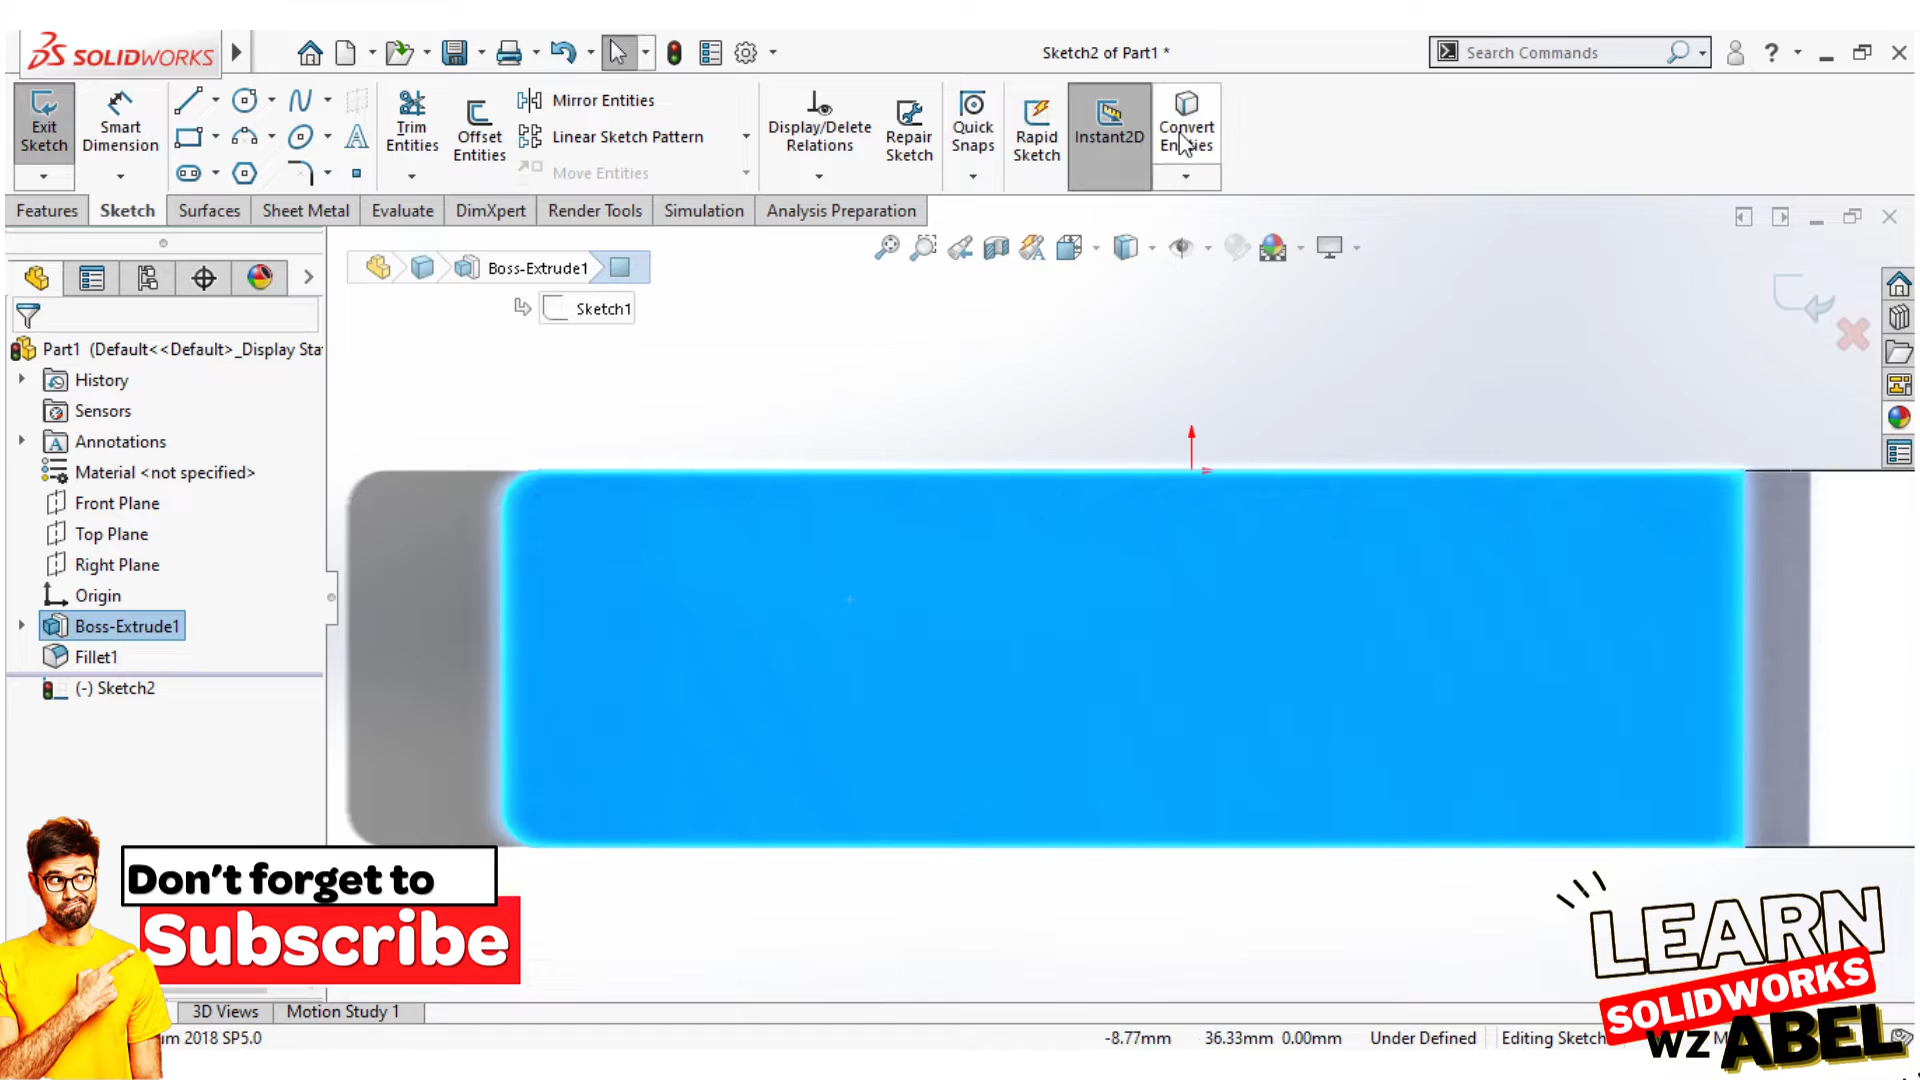 SOLIDWORKS
Sketch2 of Part1 *
Search Commands
?
Exit Sketch
Smart Dimension
Trim Entities
Offset Entities
Mirror Entities
Linear Sketch Pattern
Move Entities
Display/Delete Relations
Repair Sketch
Quick Snaps
Rapid Sketch
Instant2D
Convert Entities
Features
Sketch
Surfaces
Sheet Metal
Evaluate
DimXpert
Render Tools
Simulation
Analysis Preparation
Boss-Extrude1
Sketch1
Part1 (Default<<Default>_Display Sta
History
Sensors
Annotations
Material <not specified>
Front Plane
Top Plane
Right Plane
Origin
Boss-Extrude1
Fillet1
(-) Sketch2
Don't forget to
Subscribe
LEARN
SOLIDWORKS
WZ ABEL
3D Views
Motion Study 1
um 2018 SP5.0
-8.77mm
36.33mm 0.00mm
Under Defined
Editing Sketch